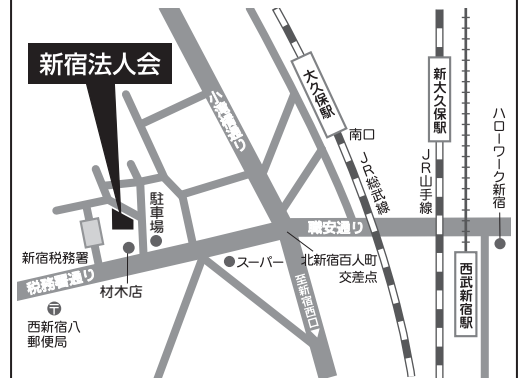 新宿法人会
小滝橋通り
大久保駅
南口
JR総武線
新大久保駅
JR山手線
ハローワーク新宿
駐車場
職安通り
新宿税務署
税務署通り
材木店
スーパー
北新宿百人町
交差点
至新宿西口
西武新宿駅
〒
西新宿八
郵便局